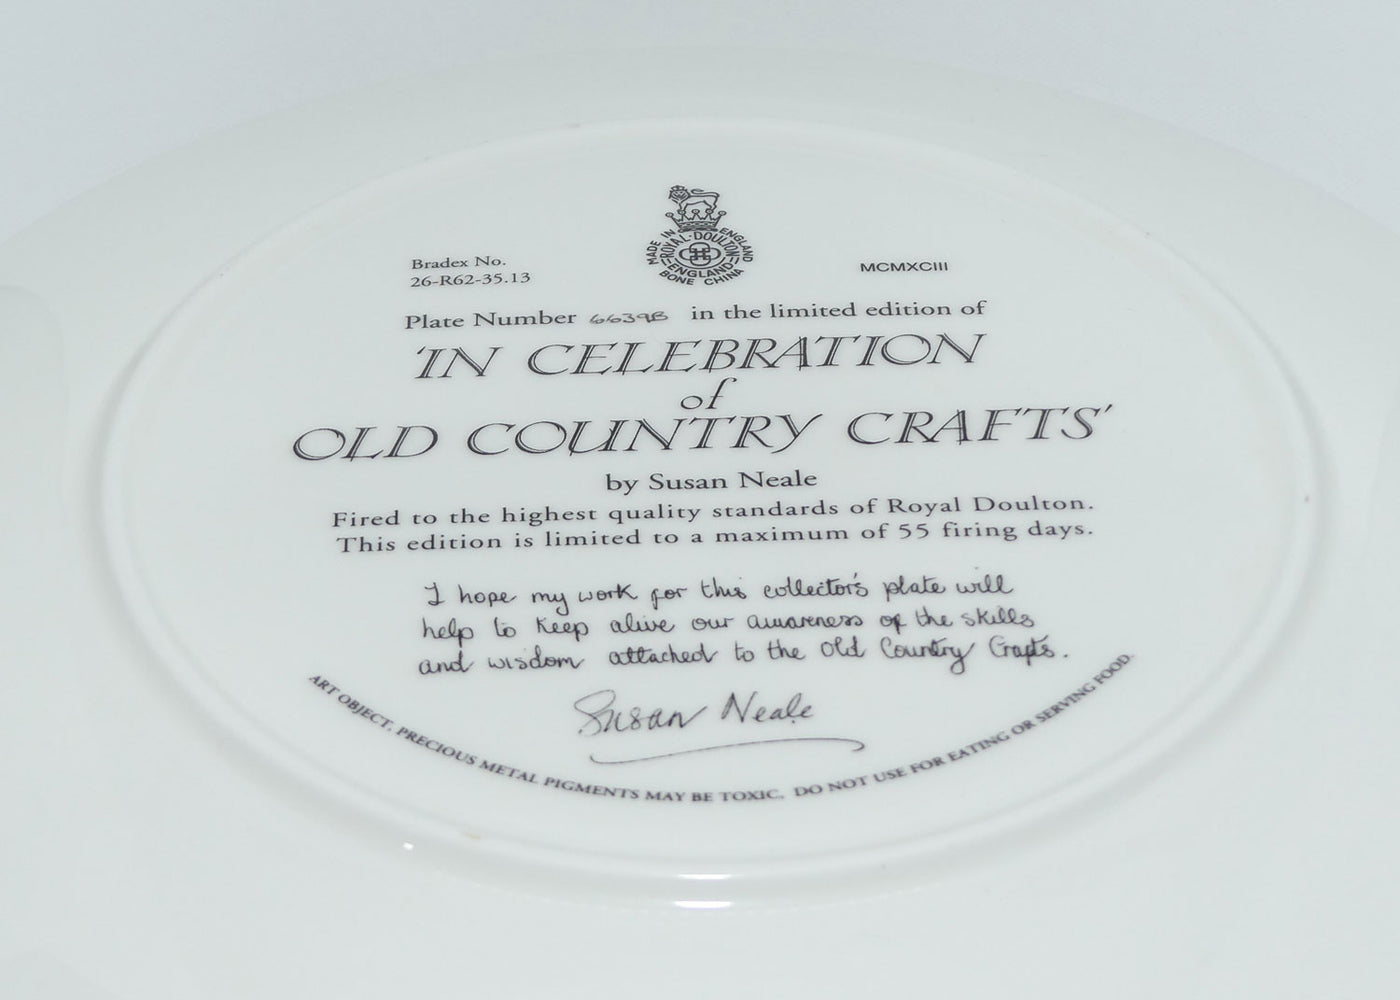 MADE IN ENGLAND
ROYAL·DOULTON
ENGLAND
BONE CHINA
Bradex No.
26-R62-35.13
MCMXCIII
Plate Number 6639B in the limited edition of
'IN CELEBRATION
of
OLD COUNTRY CRAFTS'
by Susan Neale
Fired to the highest quality standards of Royal Doulton.
This edition is limited to a maximum of 55 firing days.
I hope my work for this collector's plate will
help to keep alive our awareness of the skills
and wisdom attached to the Old Country Crafts.
Susan Neale
ART OBJECT. PRECIOUS METAL PIGMENTS MAY BE TOXIC. DO NOT USE FOR EATING OR SERVING FOOD.